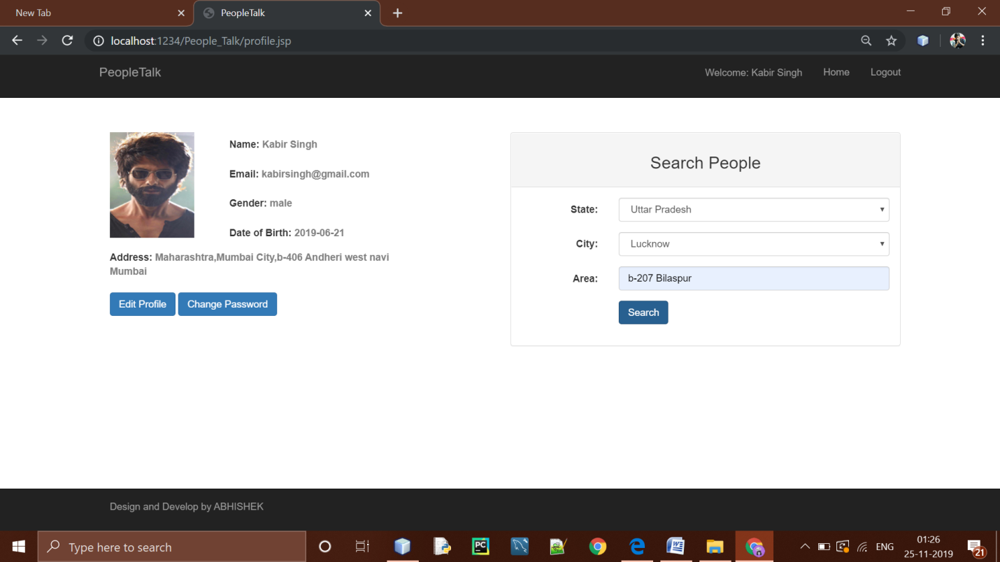 New Tab
PeopleTalk
localhost:1234/People_Talk/profile.jsp
PeopleTalk
Welcome: Kabir Singh
Home
Logout
Name: Kabir Singh
Email: kabirsingh@gmail.com
Gender: male
Date of Birth: 2019-06-21
Address: Maharashtra,Mumbai City,b-406 Andheri west navi
Mumbai
Edit Profile
Change Password
Search People
State: Uttar Pradesh
City: Lucknow
Area: b-207 Bilaspur
Search
Design and Develop by ABHISHEK
Type here to search
PC
W
ENG
01:26
25-11-2019
21